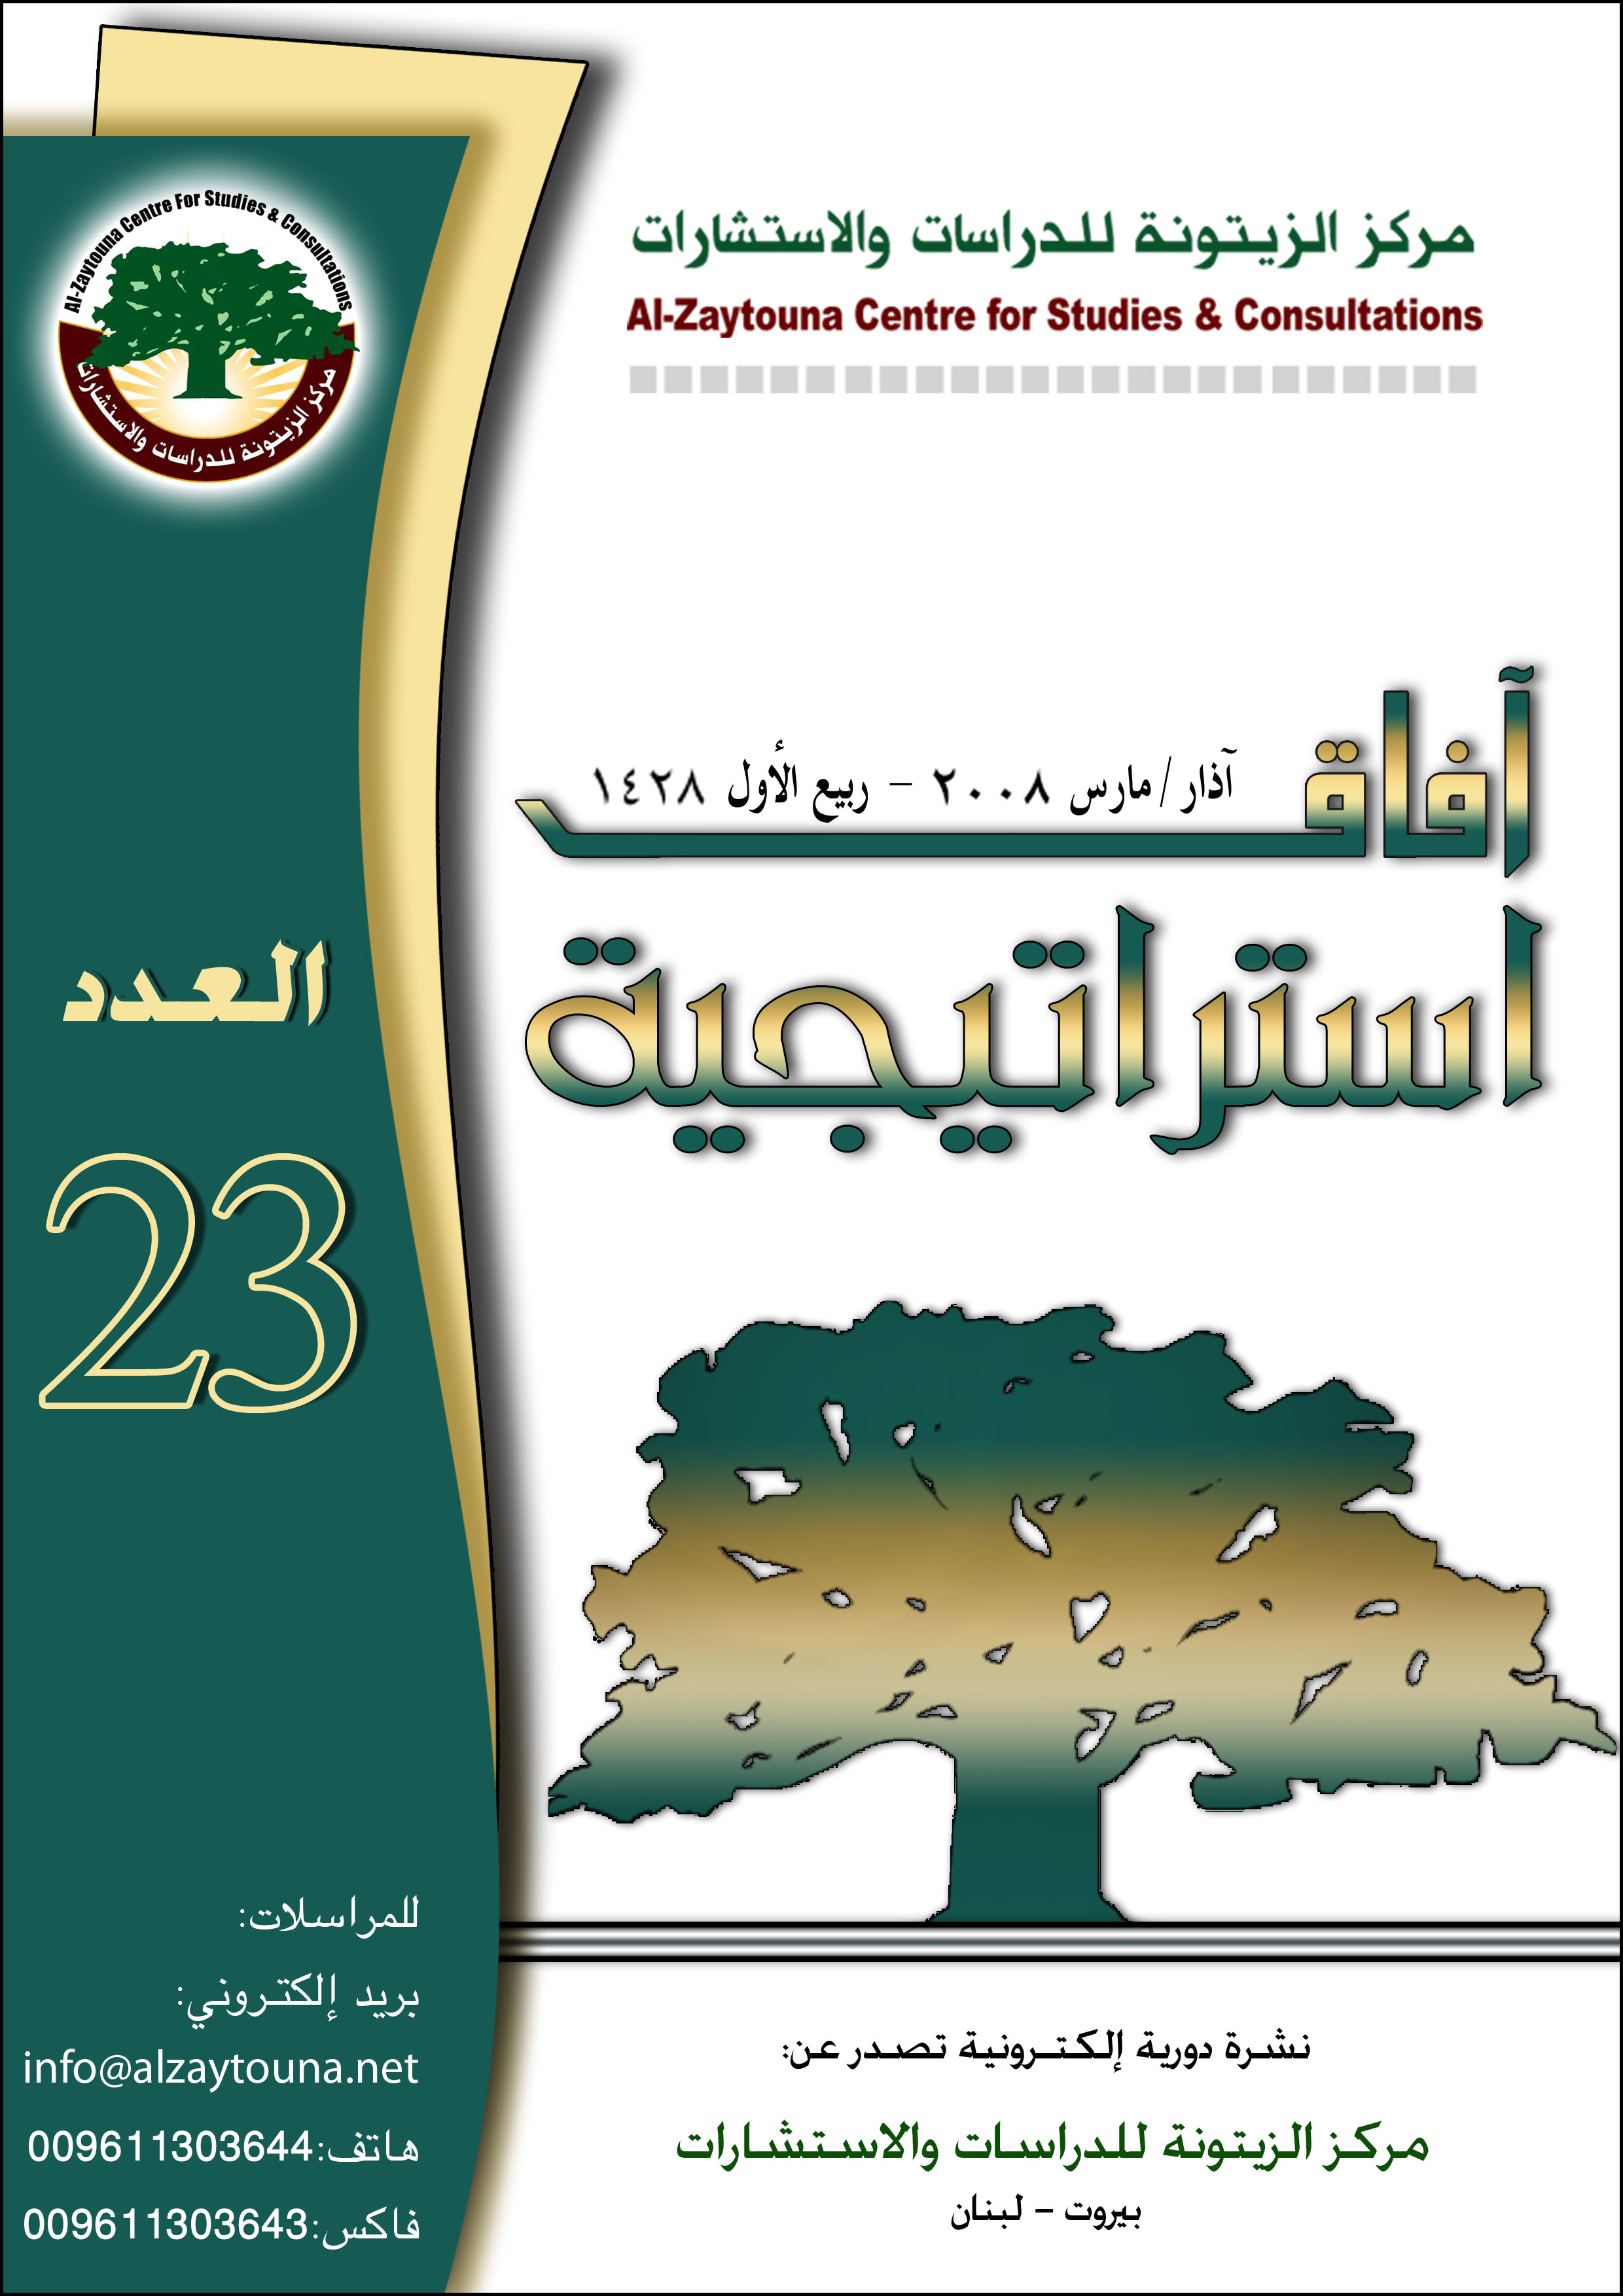 Al-Zaytouna Centre For Studies & Consultations
مركز الزيتونة للدراسات والاستشارات
مركز الزيتونة للدراسات والاستشارات
Al-Zaytouna Centre for Studies & Consultations
آفاق
آذار / مارس ٢٠٠٨ - ربيع الأول ١٤٢٨
استراتيجية
العدد
23
للمراسلات:
بريد إلكتروني:
info@alzaytouna.net
هاتف:009611303644
فاكس:009611303643
نشرة دورية إلكترونية تصدر عن:
مركز الزيتونة للدراسات والاستشارات
بيروت - لبنان